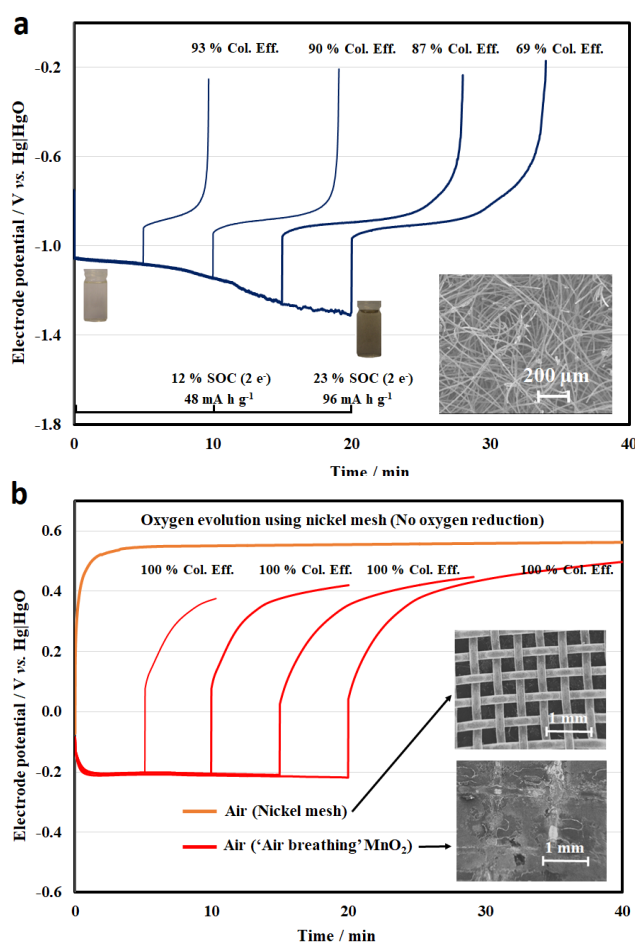 a
93 % Col. Eff. 90 % Col. Eff. 87 % Col. Eff. 69 % Col. Eff.
-0.2
-0.6
-1.0
-1.4
-1.8
Electrode potential / V vs. Hg|HgO
12 % SOC (2 e-) 23 % SOC (2 e-)
48 mA h g-1 96 mA h g-1
200 μm
0 10 20 30 40
Time / min
b
0.6
0.4
0.2
0.0
-0.2
-0.4
-0.6
Electrode potential / V vs. Hg|HgO
Oxygen evolution using nickel mesh (No oxygen reduction)
100 % Col. Eff. 100 % Col. Eff. 100 % Col. Eff. 100 % Col. Eff.
1 mm
Air (Nickel mesh)
Air (‘Air breathing’ MnO2)
1 mm
0 10 20 30 40
Time / min